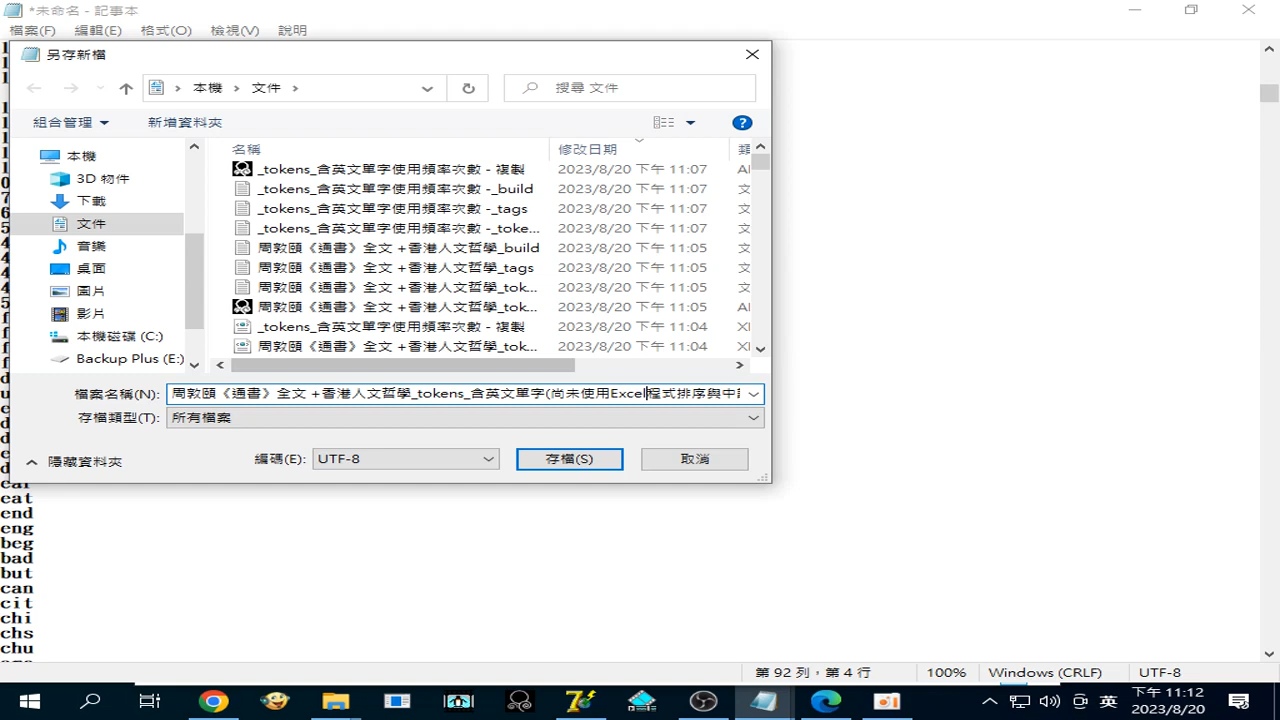 *未命名 - 記事本
檔案(F) 編輯(E) 格式(O) 檢視(V) 說明
另存新檔
本機 文件
搜尋 文件
組合管理 新增資料夾
本機
3D 物件
下載
文件
音樂
桌面
圖片
影片
本機磁碟 (C:)
Backup Plus (E:)
名稱 修改日期 類
_tokens_含英文單字使用頻率次數 - 複製 2023/8/20 下午 11:07
_tokens_含英文單字使用頻率次數 -_build 2023/8/20 下午 11:07 文
_tokens_含英文單字使用頻率次數 -_tags 2023/8/20 下午 11:07 文
_tokens_含英文單字使用頻率次數 -_toke... 2023/8/20 下午 11:07 文
周敦頤《通書》全文 +香港人文哲學_build 2023/8/20 下午 11:05 文
周敦頤《通書》全文 +香港人文哲學_tags 2023/8/20 下午 11:05 文
周敦頤《通書》全文 +香港人文哲學_tok... 2023/8/20 下午 11:05 文
周敦頤《通書》全文 +香港人文哲學_tok... 2023/8/20 下午 11:05
_tokens_含英文單字使用頻率次數 - 複製 2023/8/20 下午 11:04
周敦頤《通書》全文 +香港人文哲學_tok... 2023/8/20 下午 11:04
檔案名稱(N): 周敦頤《通書》全文 +香港人文哲學_tokens_含英文單字(尚未使用Excel程式排序與中
存檔類型(T): 所有檔案
隱藏資料夾
編碼(E): UTF-8 存檔(S) 取消
eat
end
eng
beg
bad
but
can
cit
chi
chs
chu
第 92 列，第 4 行 100% Windows (CRLF) UTF-8
英
下午 11:12
2023/8/20